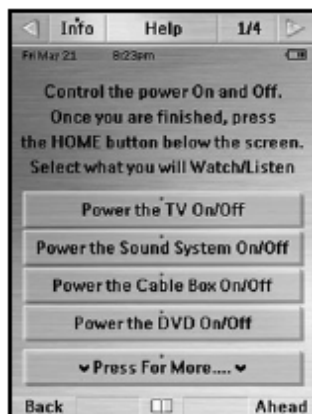 Info Help 1/4
Fri May 21 8:23pm
Control the power On and Off.
Once you are finished, press
the HOME button below the screen.
Select what you will Watch/Listen
Power the TV On/Off
Power the Sound System On/Off
Power the Cable Box On/Off
Power the DVD On/Off
Press For More....
Back Ahead